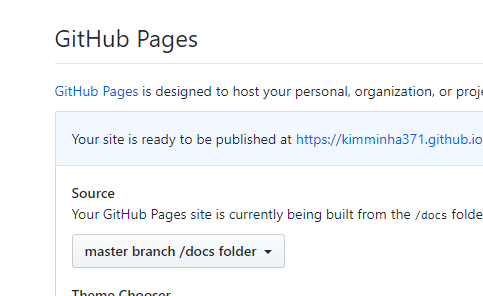 GitHub Pages
GitHub Pages is designed to host your personal, organization, or
Your site is ready to be published at https://kimminha371.github.io
Source
Your GitHub Pages site is currently being built from the /docs
master branch /docs folder
Theme Chooser